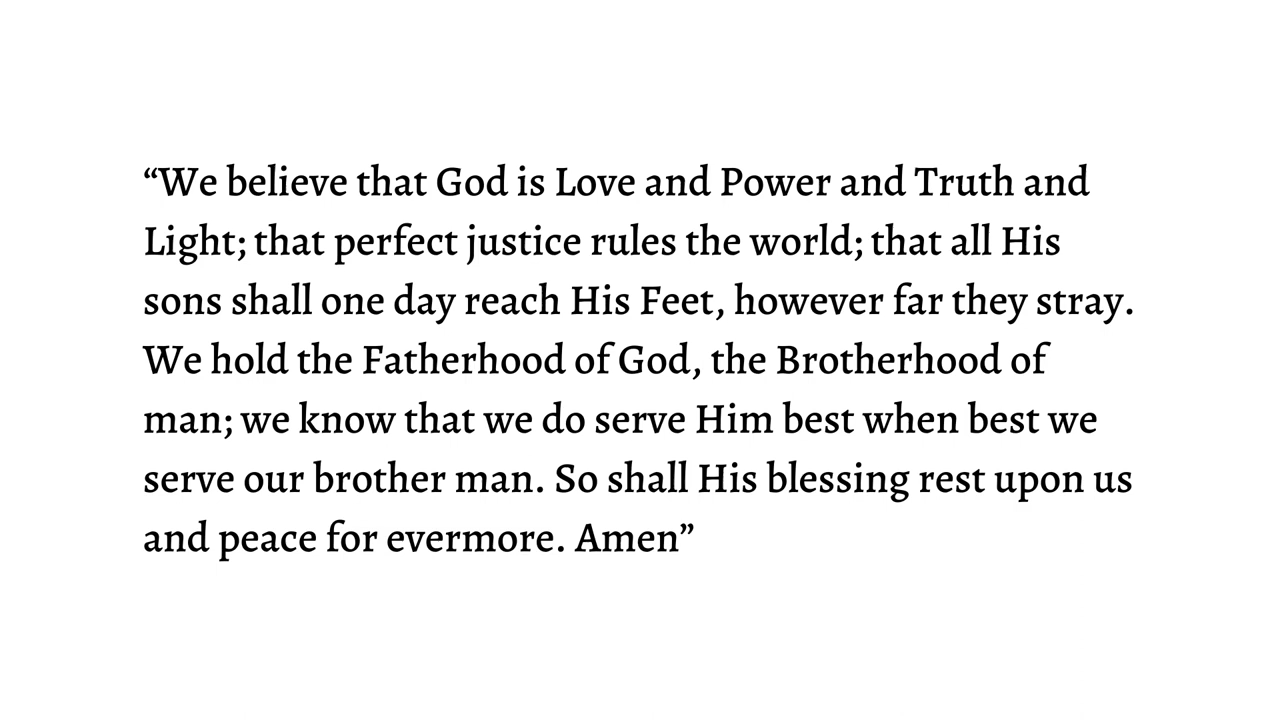 “We believe that God is Love and Power and Truth and
Light; that perfect justice rules the world; that all His
sons shall one day reach His Feet, however far they stray.
We hold the Fatherhood of God, the Brotherhood of
man; we know that we do serve Him best when best we
serve our brother man. So shall His blessing rest upon us
and peace for evermore. Amen”